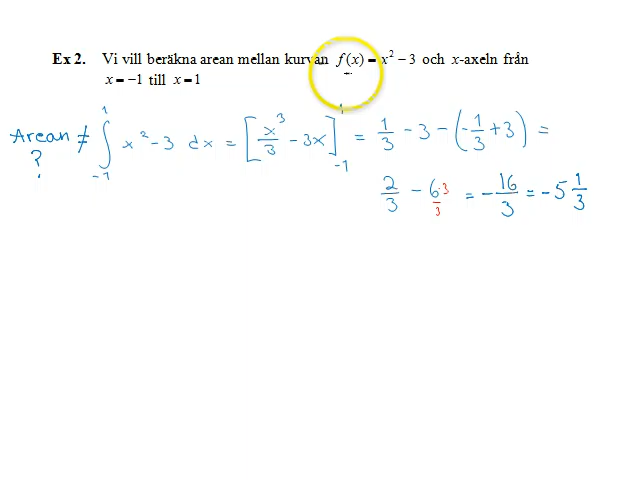 Ex 2. Vi vill beräkna arean mellan kurvan f(x) = x² − 3 och x-axeln från
x = −1 till x = 1
Arean ≠ ∫₋₁¹ x² − 3 dx = [x³/3 − 3x]₋₁¹ = 1/3 − 3 − (−1/3 + 3) =
?
2/3 − 6·3/3 = −16/3 = −5 1/3